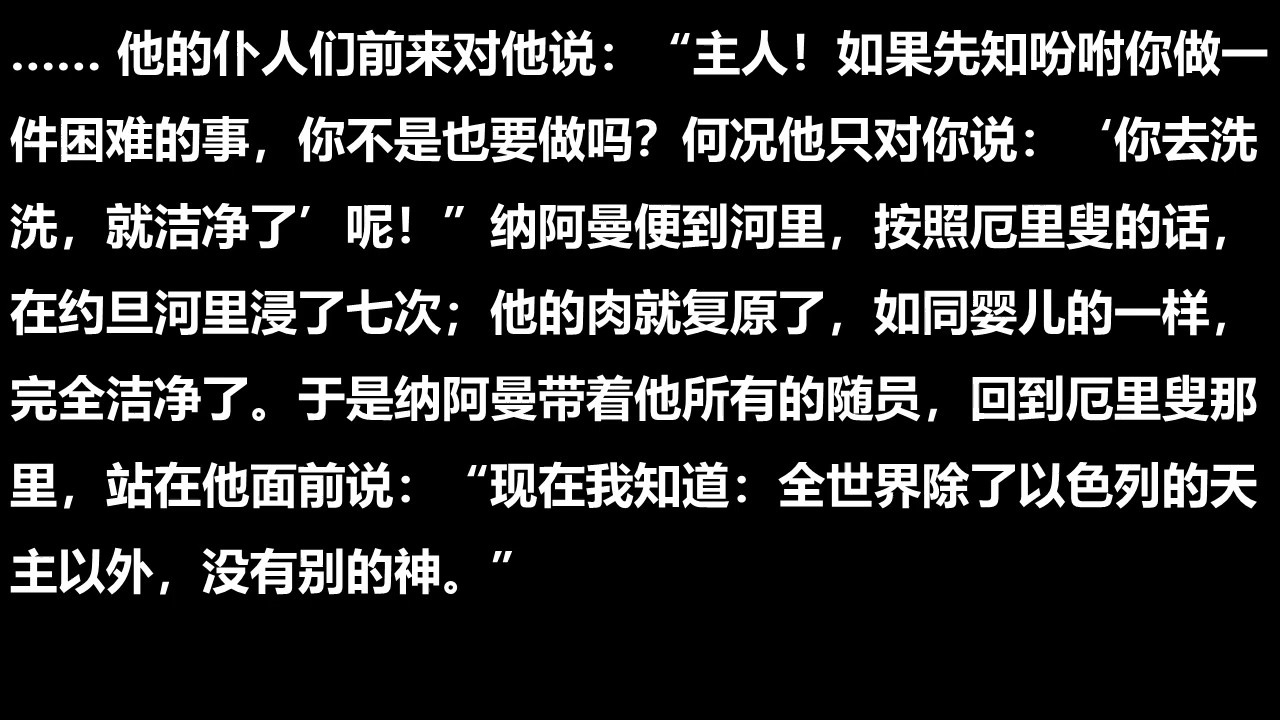 …… 他的仆人们前来对他说：“主人！如果先知吩咐你做一
件困难的事，你不是也要做吗？何况他只对你说：‘你去洗
洗，就洁净了’呢！”纳阿曼便到河里，按照厄里叟的话，
在约旦河里浸了七次；他的肉就复原了，如同婴儿的一样，
完全洁净了。于是纳阿曼带着他所有的随员，回到厄里叟那
里，站在他面前说：“现在我知道：全世界除了以色列的天
主以外，没有别的神。”